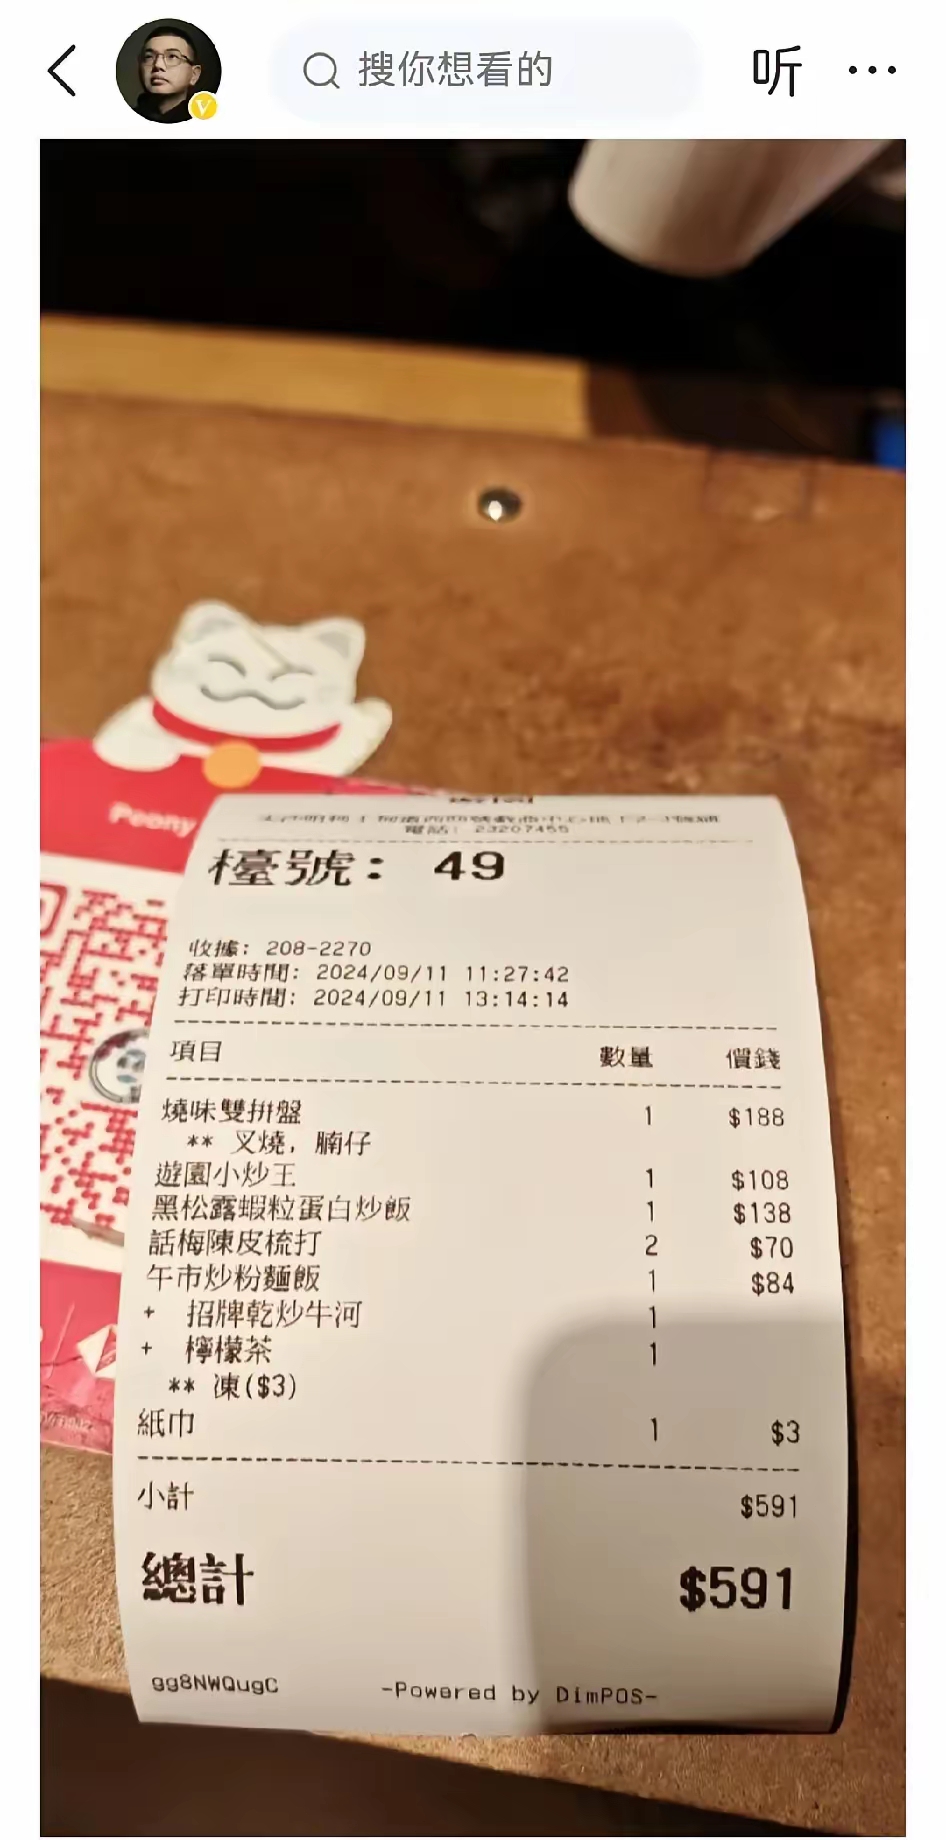 搜你想看的
听
Peony
電話: 23207455
檯號: 49
收據: 208-2270
落單時間: 2024/09/11 11:27:42
打印時間: 2024/09/11 13:14:14
項目 數量 價錢
燒味雙拼盤 1 $188
** 叉燒, 腩仔
遊園小炒王 1 $108
黑松露蝦粒蛋白炒飯 1 $138
話梅陳皮梳打 2 $70
午市炒粉麵飯 1 $84
+ 招牌乾炒牛河 1
+ 檸檬茶 1
** 凍($3)
紙巾 1 $3
小計 $591
總計 $591
gg8NWQugC -Powered by DimPOS-